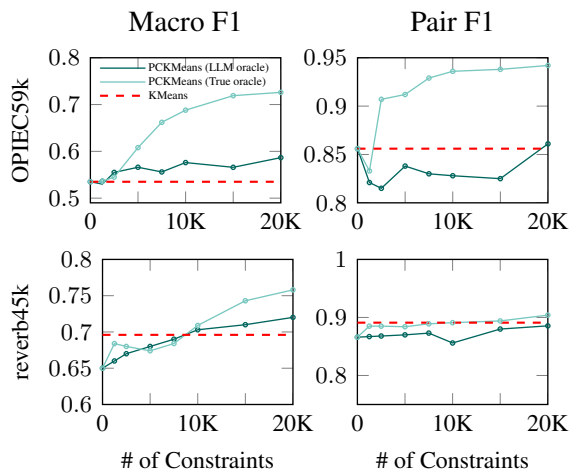 Macro F1
Pair F1
OPIEC59k
0.8
0.7
0.6
0.5
PCKMeans (LLM oracle)
PCKMeans (True oracle)
KMeans
0
10K
20K
0.95
0.9
0.85
0.8
0
10K
20K
reverb45k
0.8
0.75
0.7
0.65
0.6
0
10K
20K
# of Constraints
1
0.9
0.8
0
10K
20K
# of Constraints